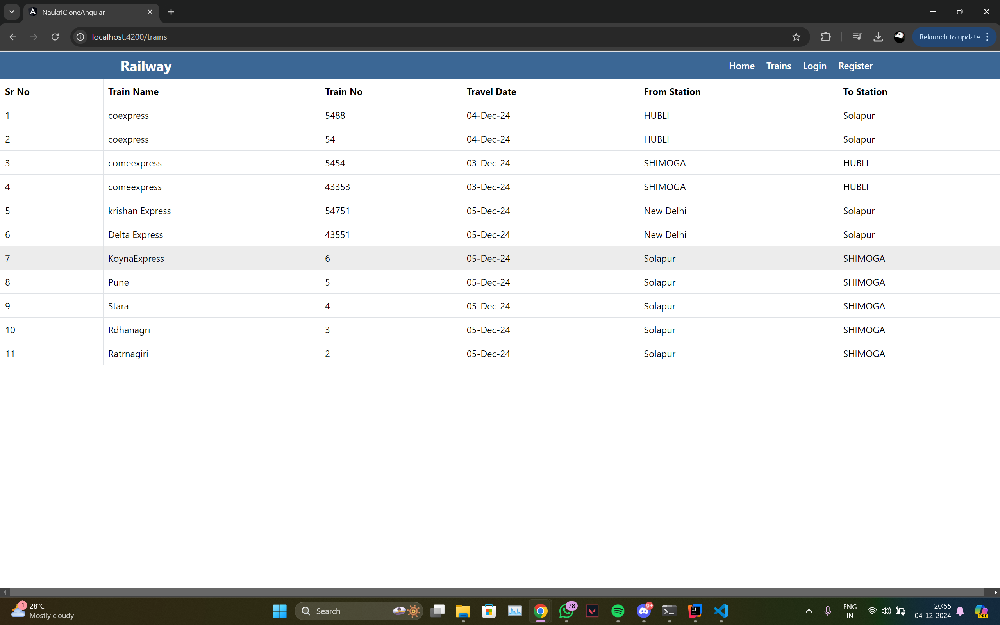 NaukriCloneAngular
localhost:4200/trains
Relaunch to update
Railway
Home Trains Login Register
Sr No Train Name Train No Travel Date From Station To Station
1 coexpress 5488 04-Dec-24 HUBLI Solapur
2 coexpress 54 04-Dec-24 HUBLI Solapur
3 comeexpress 5454 03-Dec-24 SHIMOGA HUBLI
4 comeexpress 43353 03-Dec-24 SHIMOGA HUBLI
5 krishan Express 54751 05-Dec-24 New Delhi Solapur
6 Delta Express 43551 05-Dec-24 New Delhi Solapur
7 KoynaExpress 6 05-Dec-24 Solapur SHIMOGA
8 Pune 5 05-Dec-24 Solapur SHIMOGA
9 Stara 4 05-Dec-24 Solapur SHIMOGA
10 Rdhanagri 3 05-Dec-24 Solapur SHIMOGA
11 Ratrnagiri 2 05-Dec-24 Solapur SHIMOGA
1
28°C
Mostly cloudy
Search
78
9+
IJ
ENG
IN
20:55
04-12-2024
PRE